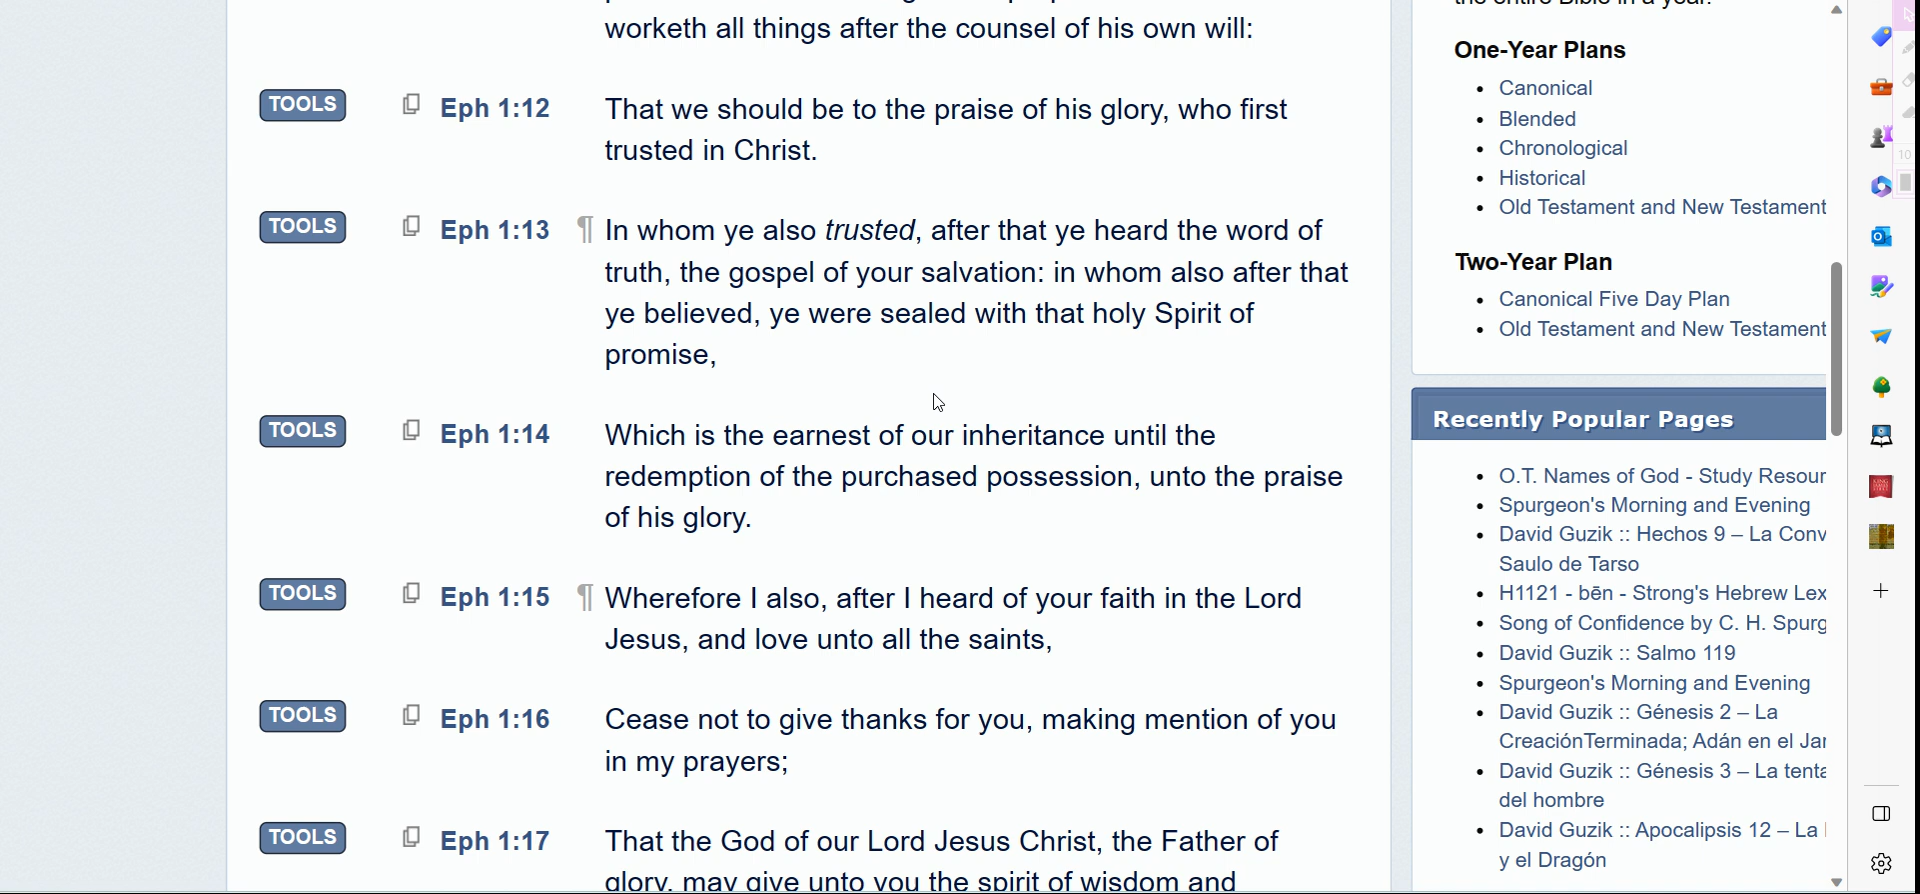 worketh all things after the counsel of his own will:
TOOLS Eph 1:12 That we should be to the praise of his glory, who first
trusted in Christ.
TOOLS Eph 1:13 ¶ In whom ye also trusted, after that ye heard the word of
truth, the gospel of your salvation: in whom also after that
ye believed, ye were sealed with that holy Spirit of
promise,
TOOLS Eph 1:14 Which is the earnest of our inheritance until the
redemption of the purchased possession, unto the praise
of his glory.
TOOLS Eph 1:15 ¶ Wherefore I also, after I heard of your faith in the Lord
Jesus, and love unto all the saints,
TOOLS Eph 1:16 Cease not to give thanks for you, making mention of you
in my prayers;
TOOLS Eph 1:17 That the God of our Lord Jesus Christ, the Father of
glory, may give unto you the spirit of wisdom and
the entire Bible in a year.
One-Year Plans
• Canonical
• Blended
• Chronological
• Historical
• Old Testament and New Testament
Two-Year Plan
• Canonical Five Day Plan
• Old Testament and New Testament
Recently Popular Pages
• O.T. Names of God - Study Resour
• Spurgeon's Morning and Evening
• David Guzik :: Hechos 9 – La Conv
Saulo de Tarso
• H1121 - bēn - Strong's Hebrew Lex
• Song of Confidence by C. H. Spurg
• David Guzik :: Salmo 119
• Spurgeon's Morning and Evening
• David Guzik :: Génesis 2 – La
CreaciónTerminada; Adán en el Jar
• David Guzik :: Génesis 3 – La tenta
del hombre
• David Guzik :: Apocalipsis 12 – La
y el Dragón
10